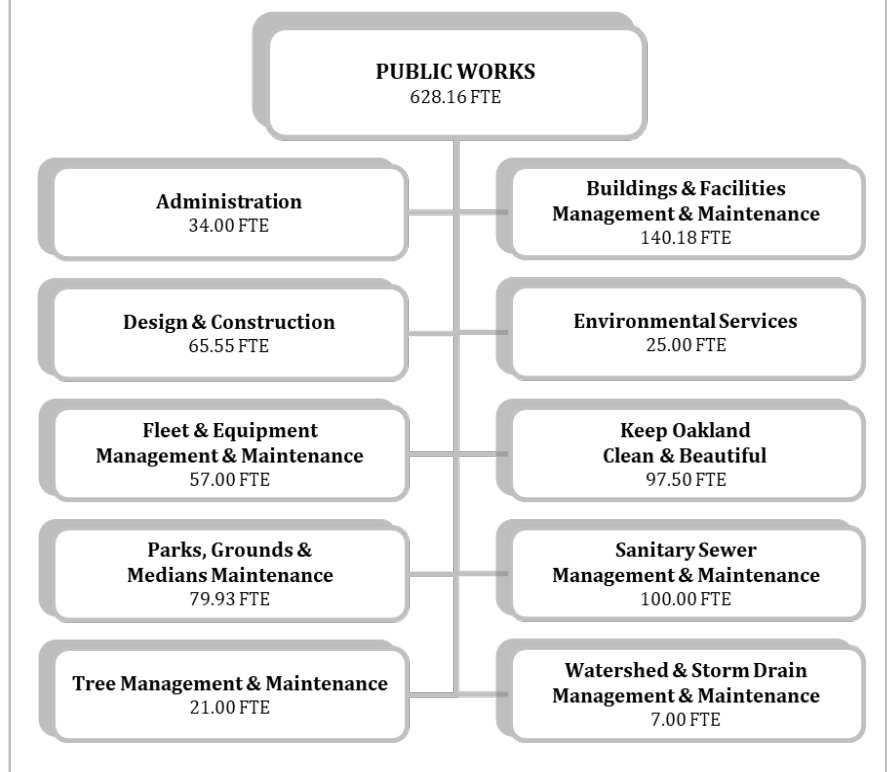 PUBLIC WORKS
628.16 FTE
Administration
34.00 FTE
Buildings & Facilities
Management & Maintenance
140.18 FTE
Design & Construction
65.55 FTE
Environmental Services
25.00 FTE
Fleet & Equipment
Management & Maintenance
57.00 FTE
Keep Oakland
Clean & Beautiful
97.50 FTE
Parks, Grounds &
Medians Maintenance
79.93 FTE
Sanitary Sewer
Management & Maintenance
100.00 FTE
Tree Management & Maintenance
21.00 FTE
Watershed & Storm Drain
Management & Maintenance
7.00 FTE